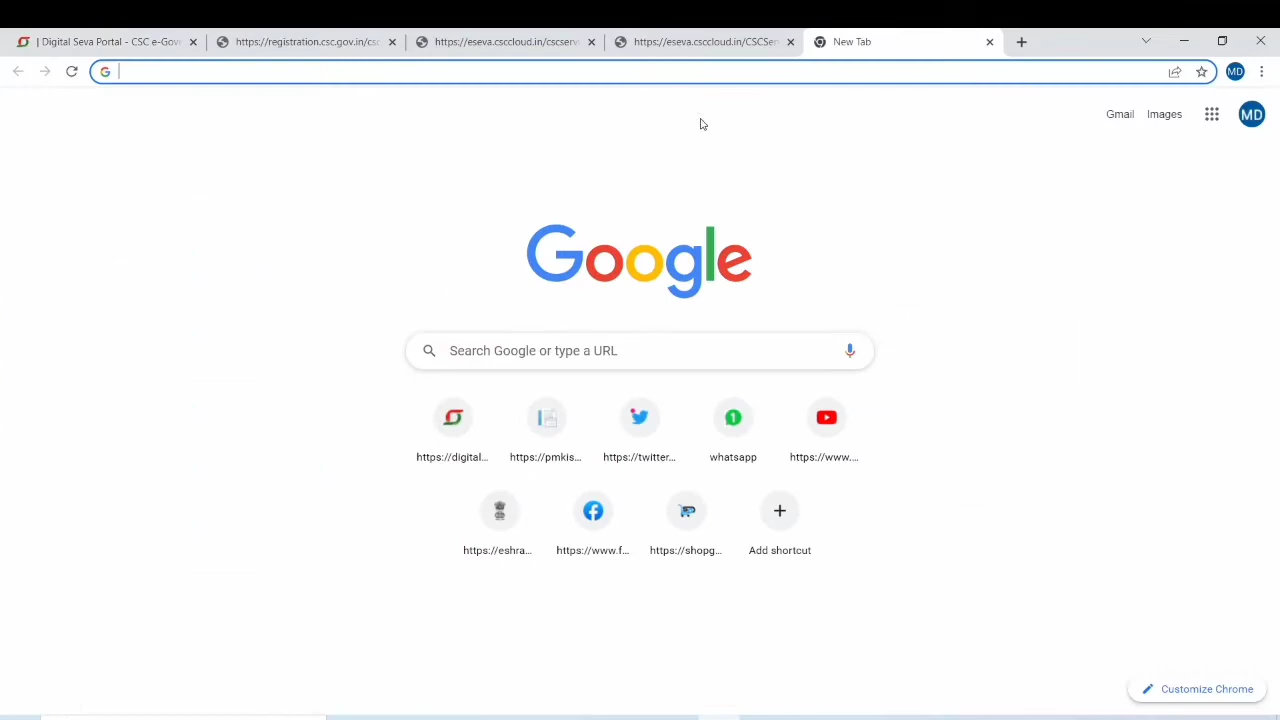 | Digital Seva Portal - CSC e-Gov
https://registration.csc.gov.in/csc
https://eseva.csccloud.in/cscserv
https://eseva.csccloud.in/CSCSer
New Tab
MD
Gmail
Images
MD
Google
Search Google or type a URL
https://digital...
https://pmkis...
https://twitter...
whatsapp
https://www....
https://eshra...
https://www.f...
https://shopg...
Add shortcut
Customize Chrome